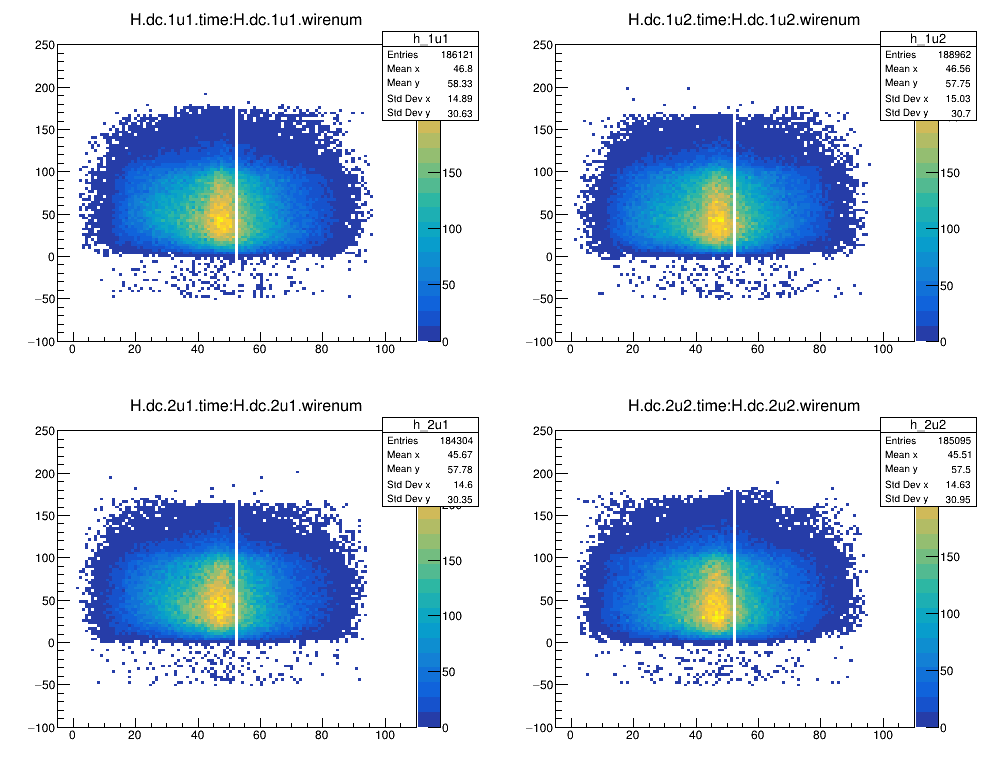 H.dc.1u1.time:H.dc.1u1.wirenum
h_1u1
Entries 186121
Mean x 46.8
Mean y 58.33
Std Dev x 14.89
Std Dev y 30.63
250
200
150
100
50
0
−50
−100
0 20 40 60 80 100
150
100
50
0
H.dc.1u2.time:H.dc.1u2.wirenum
h_1u2
Entries 188962
Mean x 46.56
Mean y 57.75
Std Dev x 15.03
Std Dev y 30.7
250
200
150
100
50
0
−50
−100
0 20 40 60 80 100
150
100
50
0
H.dc.2u1.time:H.dc.2u1.wirenum
h_2u1
Entries 184304
Mean x 45.67
Mean y 57.78
Std Dev x 14.6
Std Dev y 30.35
250
200
150
100
50
0
−50
−100
0 20 40 60 80 100
200
150
100
50
0
H.dc.2u2.time:H.dc.2u2.wirenum
h_2u2
Entries 185095
Mean x 45.51
Mean y 57.5
Std Dev x 14.63
Std Dev y 30.95
250
200
150
100
50
0
−50
−100
0 20 40 60 80 100
150
100
50
0